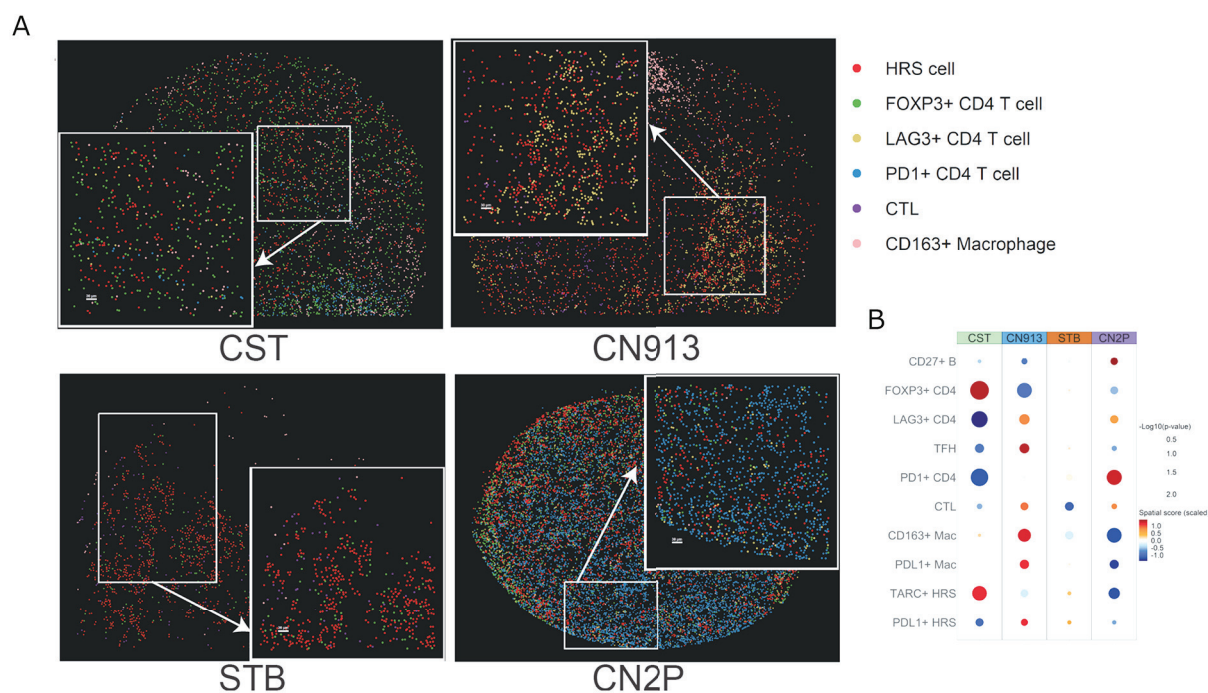 A
HRS cell
FOXP3+ CD4 T cell
LAG3+ CD4 T cell
PD1+ CD4 T cell
CTL
CD163+ Macrophage
CST
CN913
STB
CN2P
B
CST CN913 STB CN2P
CD27+ B
FOXP3+ CD4
LAG3+ CD4
TFH
PD1+ CD4
CTL
CD163+ Mac
PDL1+ Mac
TARC+ HRS
PDL1+ HRS
-Log10(p-value)
0.5
1.0
1.5
2.0
Spatial score (scaled
1.0
0.5
0.0
-0.5
-1.0